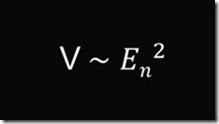 V ~ Eₙ²